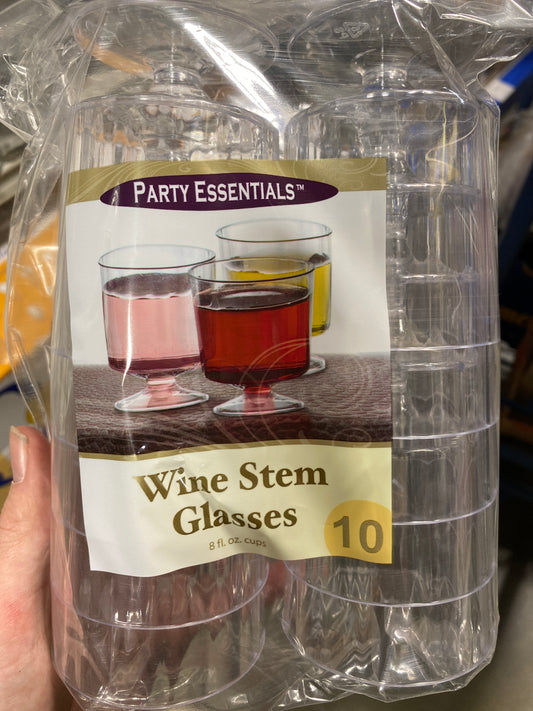 PARTY ESSENTIALS™
Wine Stem
Glasses
8 fl. oz. cups
10